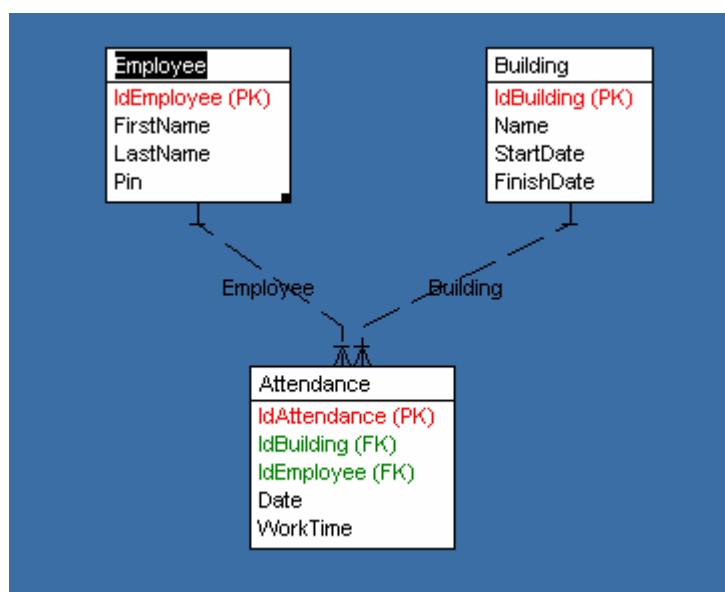 Employee
IdEmployee (PK)
FirstName
LastName
Pin
Building
IdBuilding (PK)
Name
StartDate
FinishDate
Employee
Building
Attendance
IdAttendance (PK)
IdBuilding (FK)
IdEmployee (FK)
Date
WorkTime